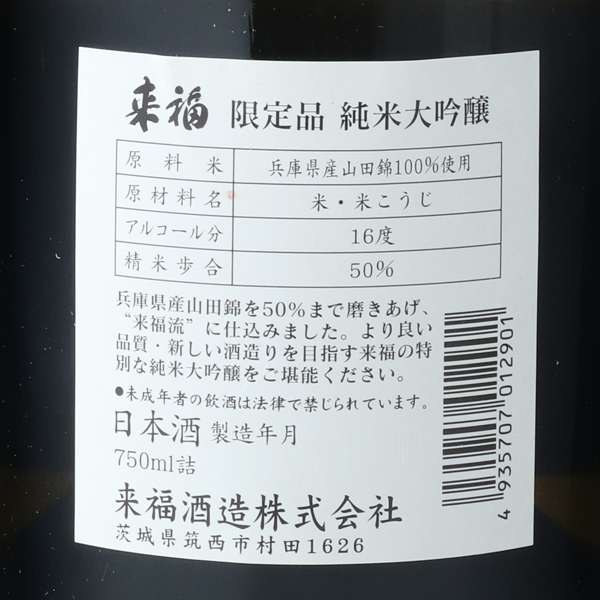 来福 限定品 純米大吟醸
原料米 兵庫県産山田錦100%使用
原材料名 米・米こうじ
アルコール分 16度
精米歩合 50%
兵庫県産山田錦を50%まで磨きあげ、
“来福流”に仕込みました。より良い
品質・新しい酒造りを目指す来福の特
別な純米大吟醸をご堪能ください。
●未成年者の飲酒は法律で禁じられています。
日本酒 製造年月
750ml詰
来福酒造株式会社
茨城県筑西市村田1626
4 935707 012901